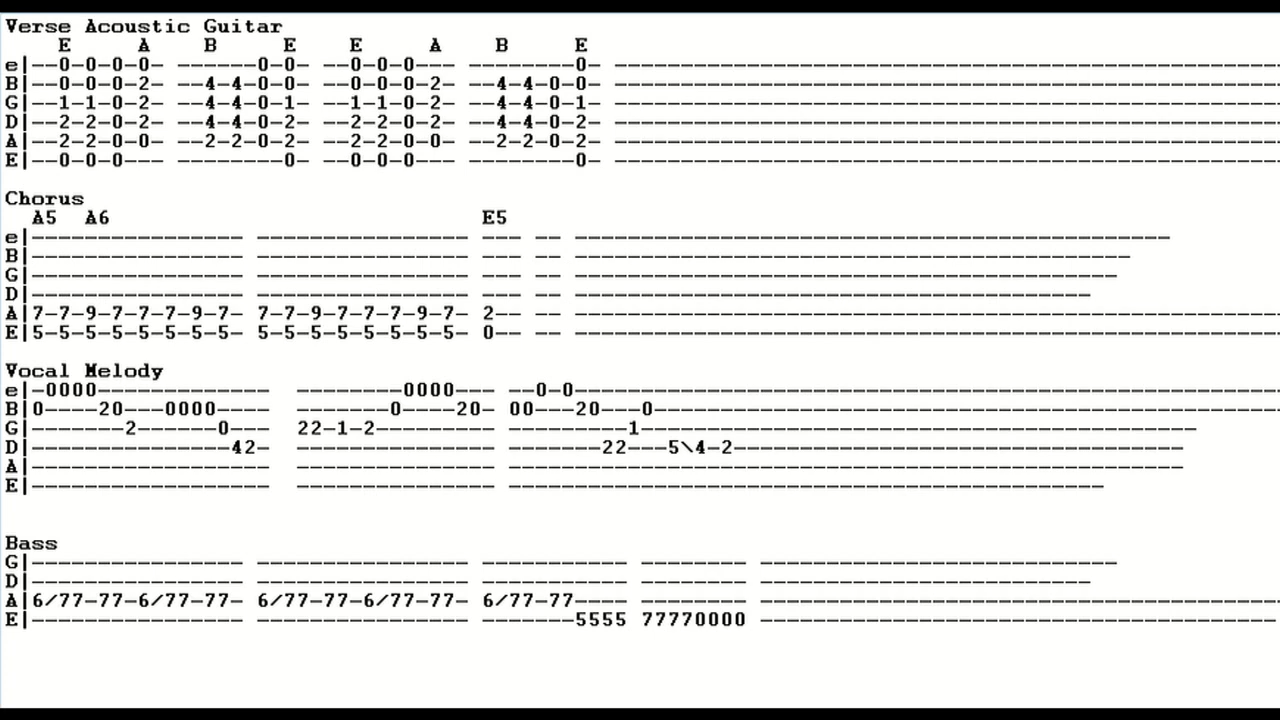 Verse Acoustic Guitar
    E     A    B     E    E     A    B     E
e|--0-0-0-0- ------0-0- --0-0-0--- --------0- ---------------------------------------------------
B|--0-0-0-2- --4-4-0-0- --0-0-0-2- --4-4-0-0- ---------------------------------------------------
G|--1-1-0-2- --4-4-0-1- --1-1-0-2- --4-4-0-1- ---------------------------------------------------
D|--2-2-0-2- --4-4-0-2- --2-2-0-2- --4-4-0-2- ---------------------------------------------------
A|--2-2-0-0- --2-2-0-2- --2-2-0-0- --2-2-0-2- ---------------------------------------------------
E|--0-0-0--- --------0- --0-0-0--- --------0- ---------------------------------------------------
Chorus
  A5  A6                            E5
e|---------------- ---------------- --- -- ---------------------------------------------
B|---------------- ---------------- --- -- ------------------------------------------
G|---------------- ---------------- --- -- -----------------------------------------
D|---------------- ---------------- --- -- ---------------------------------------
A|7-7-9-7-7-7-9-7- 7-7-9-7-7-7-9-7- 2-- -- ------------------------------------------------------
E|5-5-5-5-5-5-5-5- 5-5-5-5-5-5-5-5- 0-- -- ------------------------------------------------------
Vocal Melody
e|-0000-------------  --------0000--- ---0-0------------------------------------------------------
B|0----20---0000----  -------0----20- 00---20---0------------------------------------------------
G|-------2------0---  22-1-2--------- ---------1------------------------------------------
D|---------------42-  --------------- -------22---5\4-2----------------------------------
A|------------------  --------------- ---------------------------------------------------
E|------------------  --------------- ---------------------------------------------
Bass
G|---------------- ---------------- ----------- -------- ---------------------------
D|---------------- ---------------- ----------- -------- -------------------------
A|6/77-77-6/77-77- 6/77-77-6/77-77- 6/77-77---- -------- ----------------------------------------
E|---------------- ---------------- -------5555 77770000 ---------------------------------------